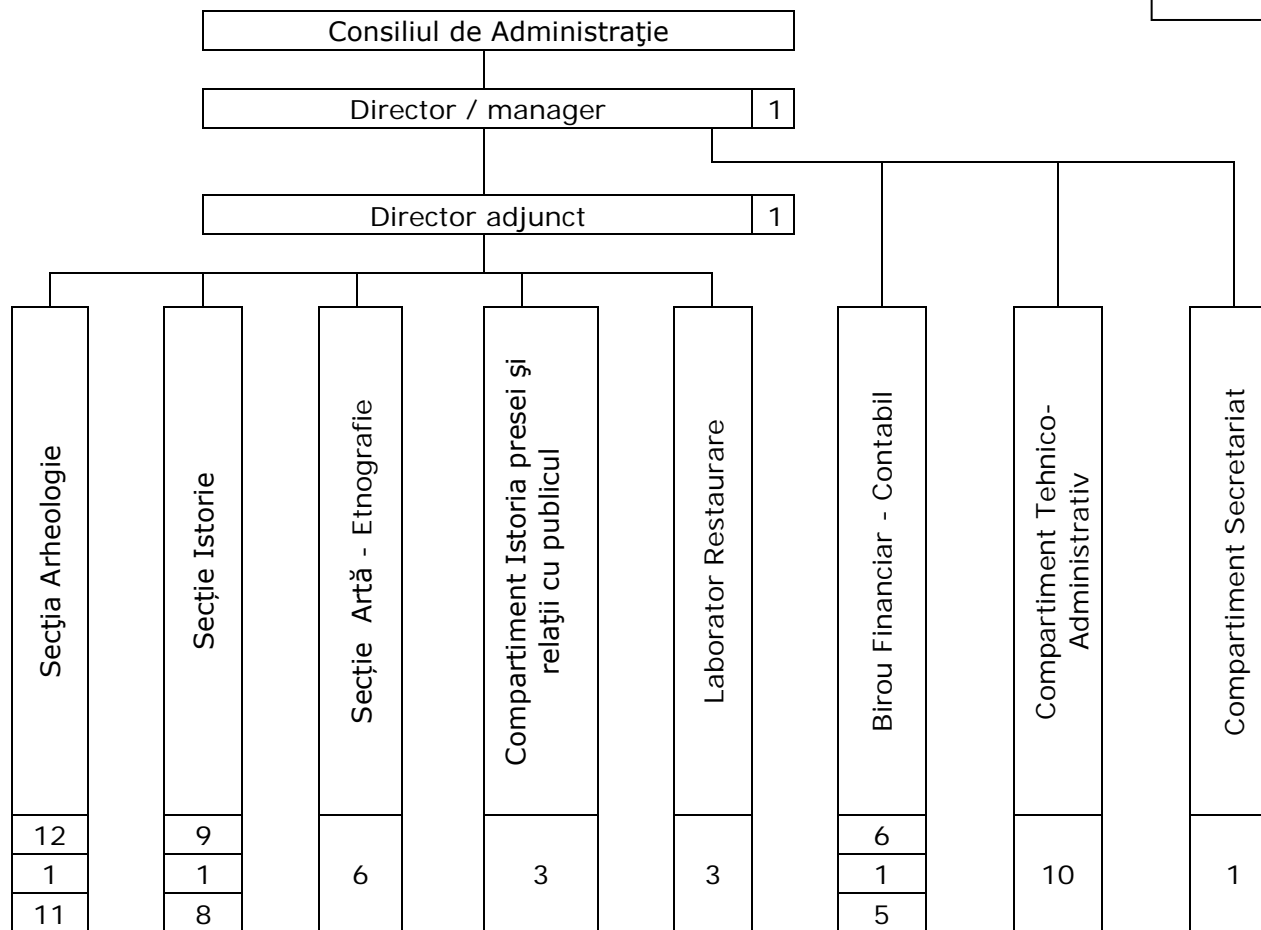 Consiliul de Administraţie
Director / manager 1
Director adjunct 1
Secţia Arheologie
Secție Istorie
Secție Artă - Etnografie
Compartiment Istoria presei şi
relaţii cu publicul
Laborator Restaurare
Birou Financiar - Contabil
Compartiment Tehnico-
Administrativ
Compartiment Secretariat
12 9 6
1 1 6 3 3 1 10 1
11 8 5